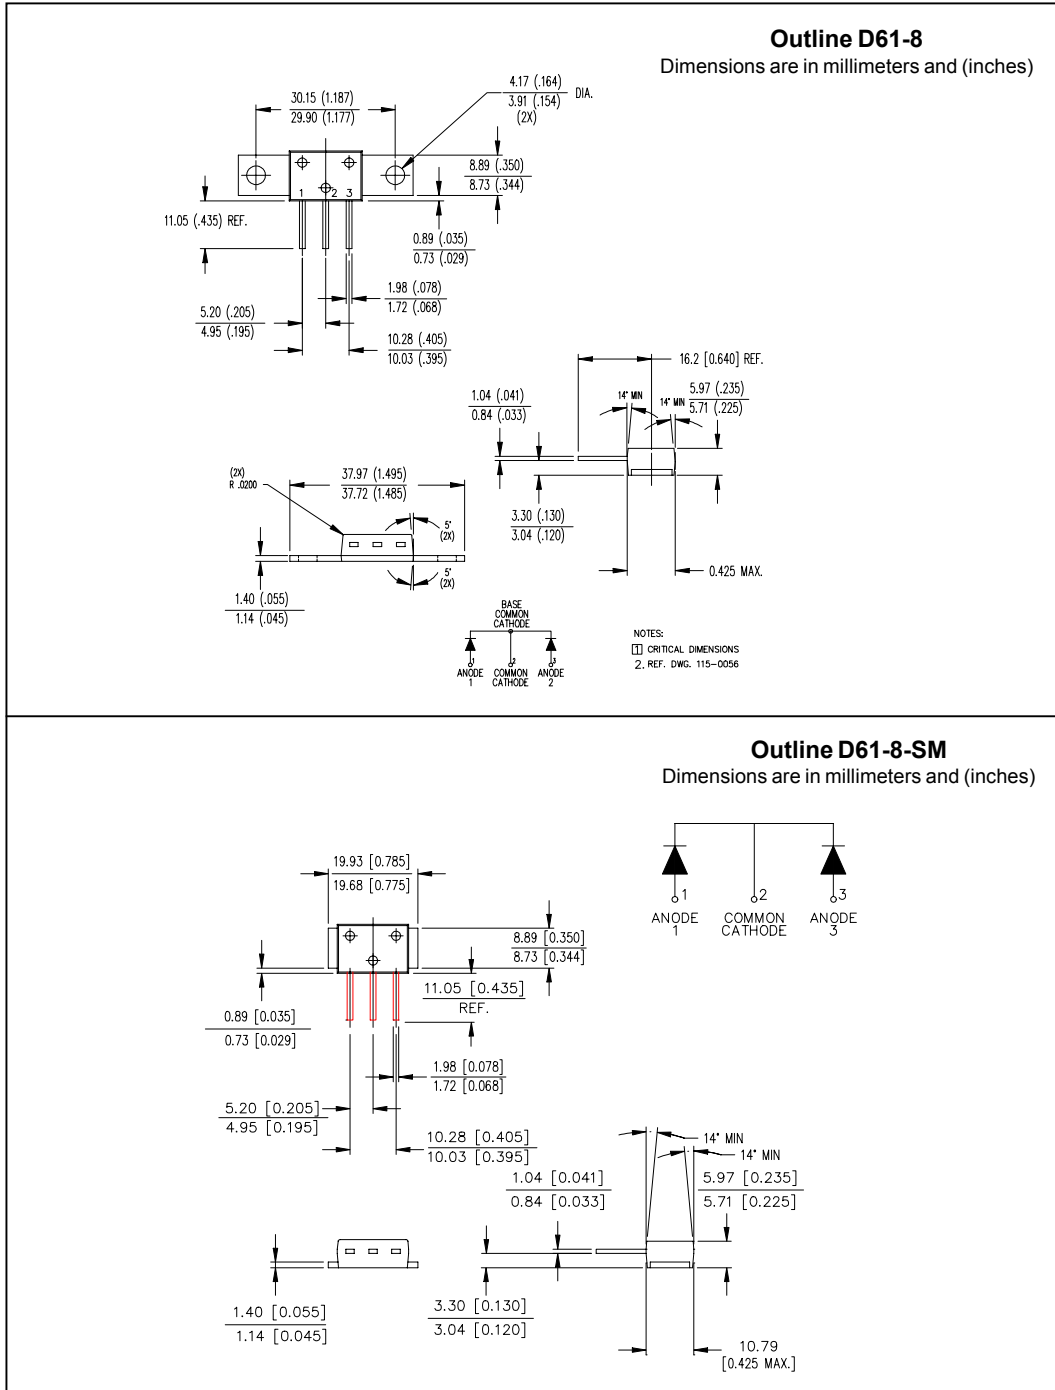 Outline D61-8
Dimensions are in millimeters and (inches)
30.15 (1.187)
29.90 (1.177)
4.17 (.164)
3.91 (.154)
DIA.
(2X)
8.89 (.350)
8.73 (.344)
1 2 3
11.05 (.435) REF.
0.89 (.035)
0.73 (.029)
1.98 (.078)
1.72 (.068)
5.20 (.205)
4.95 (.195)
10.28 (.405)
10.03 (.395)
16.2 [0.640] REF.
1.04 (.041)
0.84 (.033)
14° MIN
14° MIN
5.97 (.235)
5.71 (.225)
(2X)
R .0200
37.97 (1.495)
37.72 (1.485)
5°
(2X)
3.30 (.130)
3.04 (.120)
5°
(2X)
0.425 MAX.
1.40 (.055)
1.14 (.045)
BASE
COMMON
CATHODE
1 2 3
ANODE COMMON ANODE
1 CATHODE 2
NOTES:
1 CRITICAL DIMENSIONS
2. REF. DWG. 115-0056
Outline D61-8-SM
Dimensions are in millimeters and (inches)
1 2 3
ANODE COMMON ANODE
1 CATHODE 3
19.93 [0.785]
19.68 [0.775]
8.89 [0.350]
8.73 [0.344]
11.05 [0.435]
REF.
0.89 [0.035]
0.73 [0.029]
1.98 [0.078]
1.72 [0.068]
5.20 [0.205]
4.95 [0.195]
10.28 [0.405]
10.03 [0.395]
14° MIN
14° MIN
1.04 [0.041]
0.84 [0.033]
5.97 [0.235]
5.71 [0.225]
1.40 [0.055]
1.14 [0.045]
3.30 [0.130]
3.04 [0.120]
10.79
[0.425 MAX.]